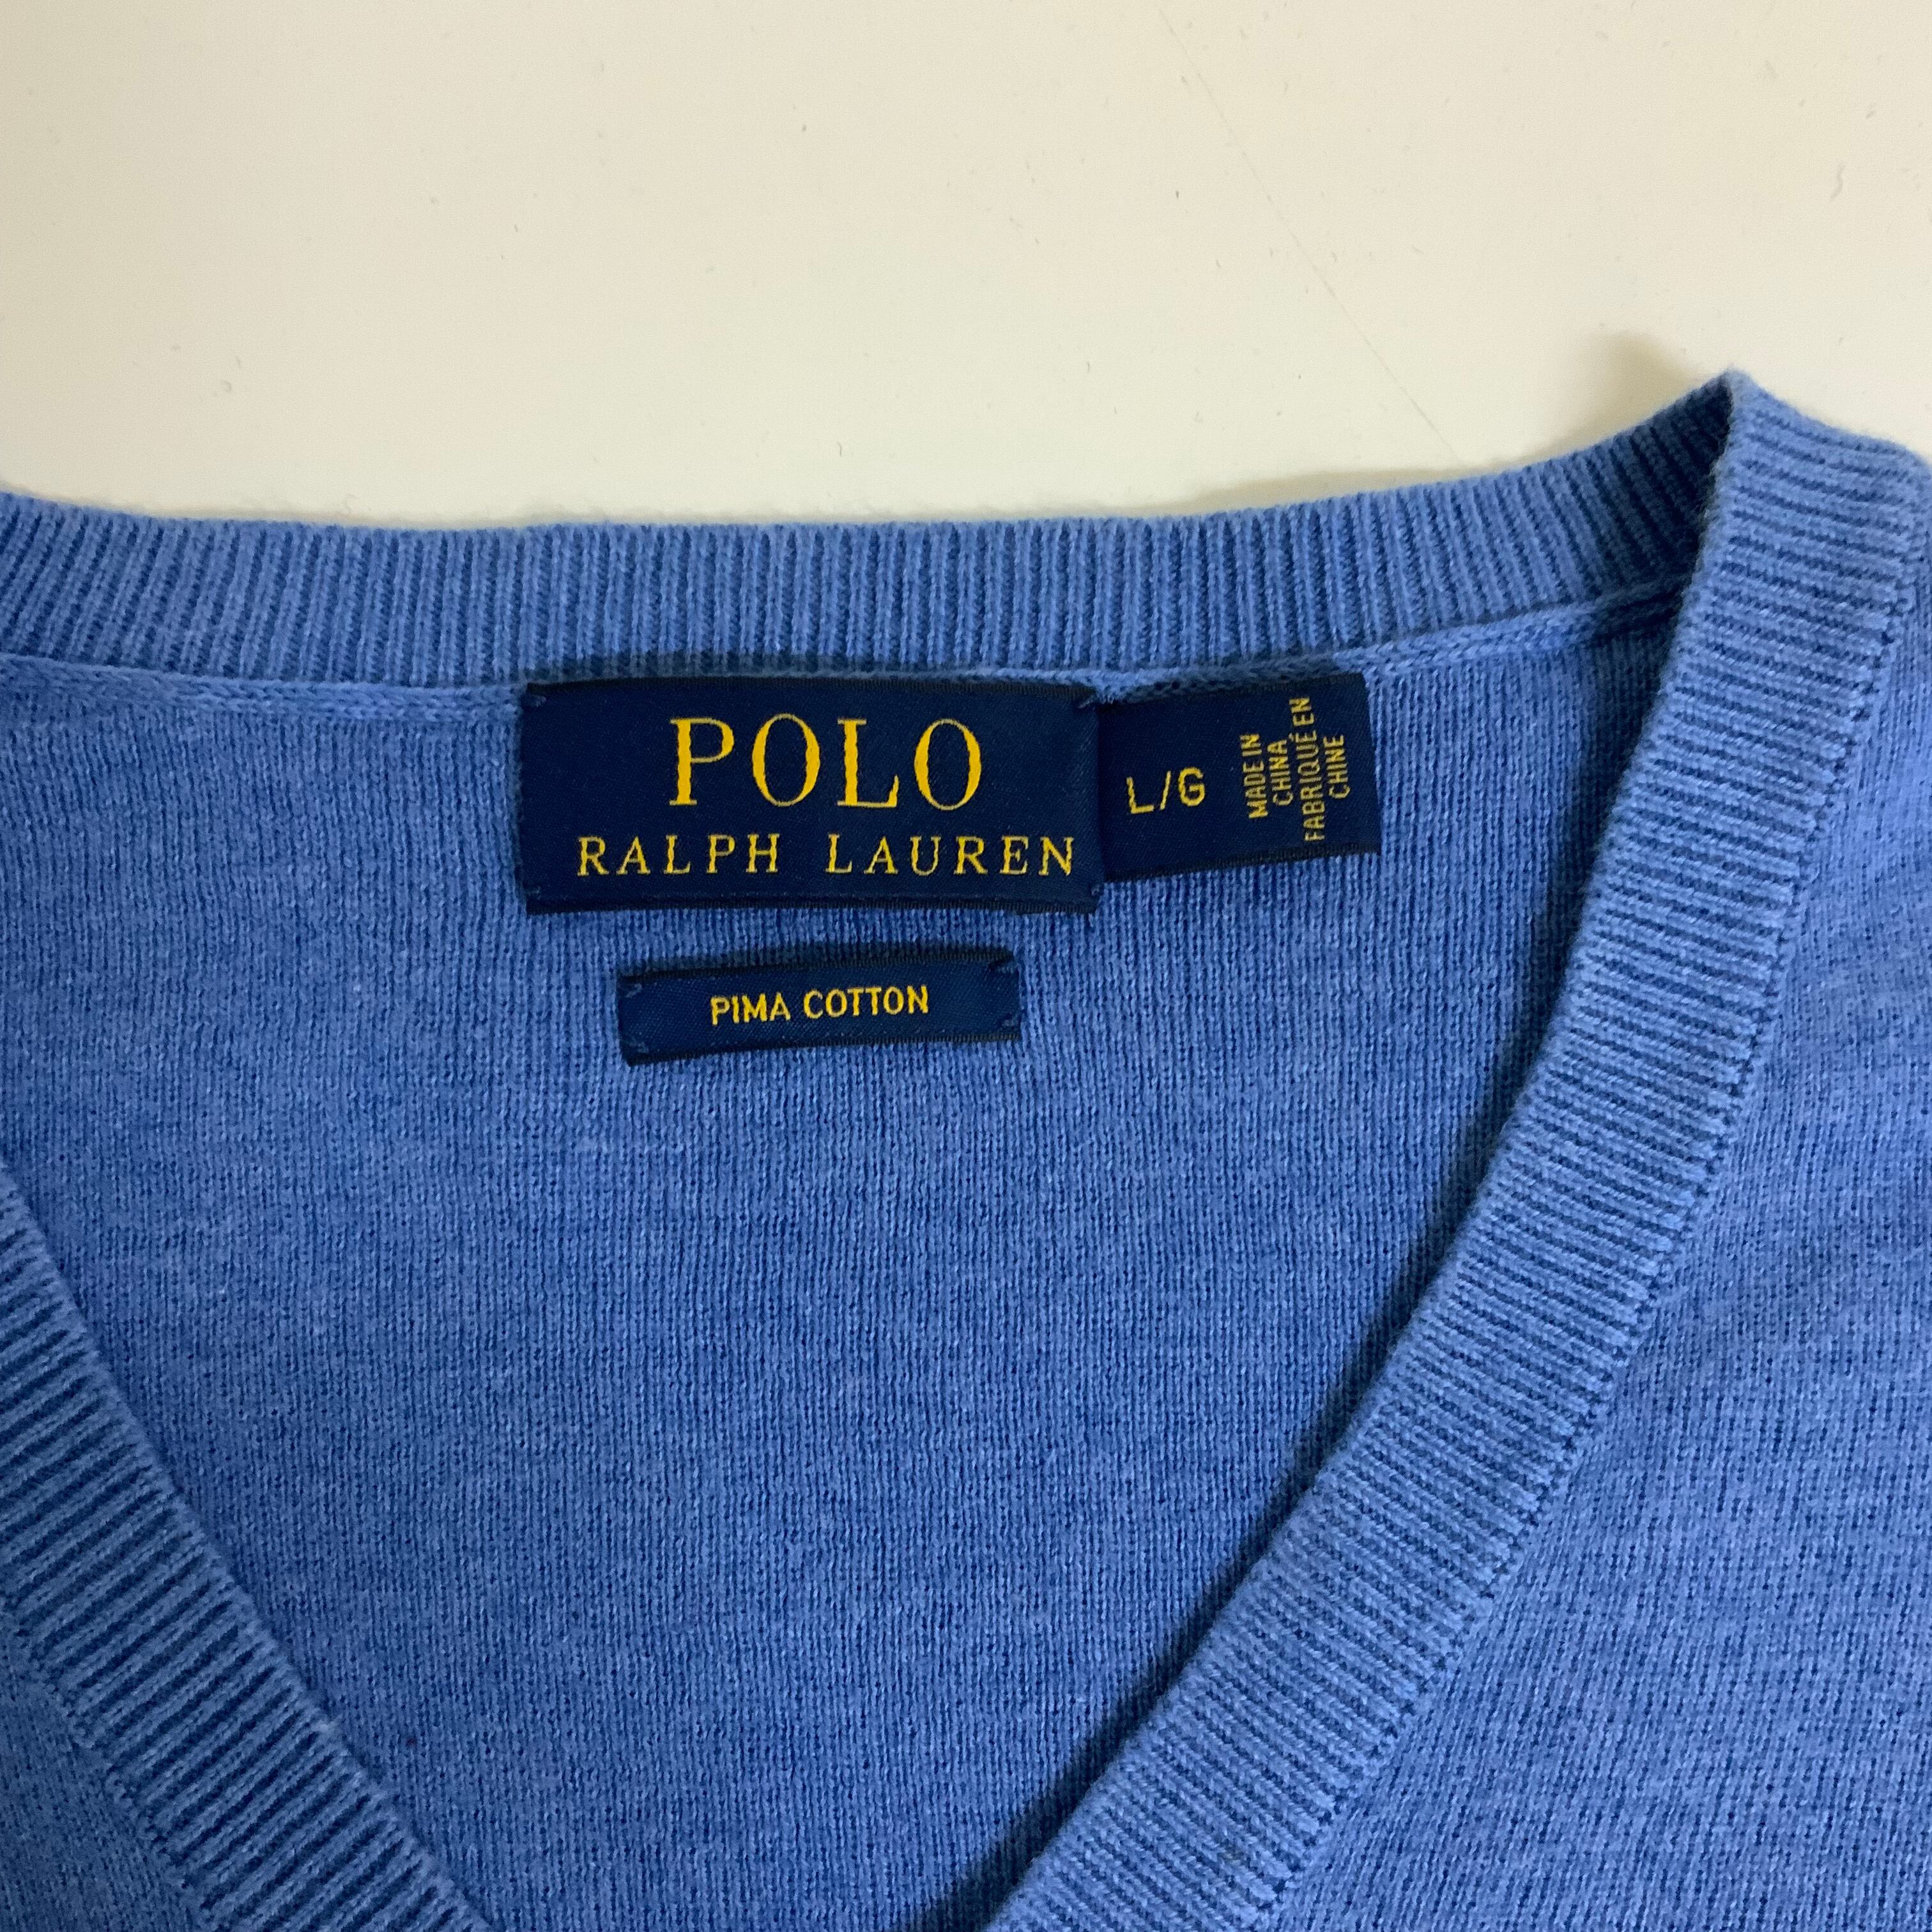 POLO
RALPH LAUREN
L/G
MADE IN
CHINA
FABRIQUÉ EN
CHINE
PIMA COTTON